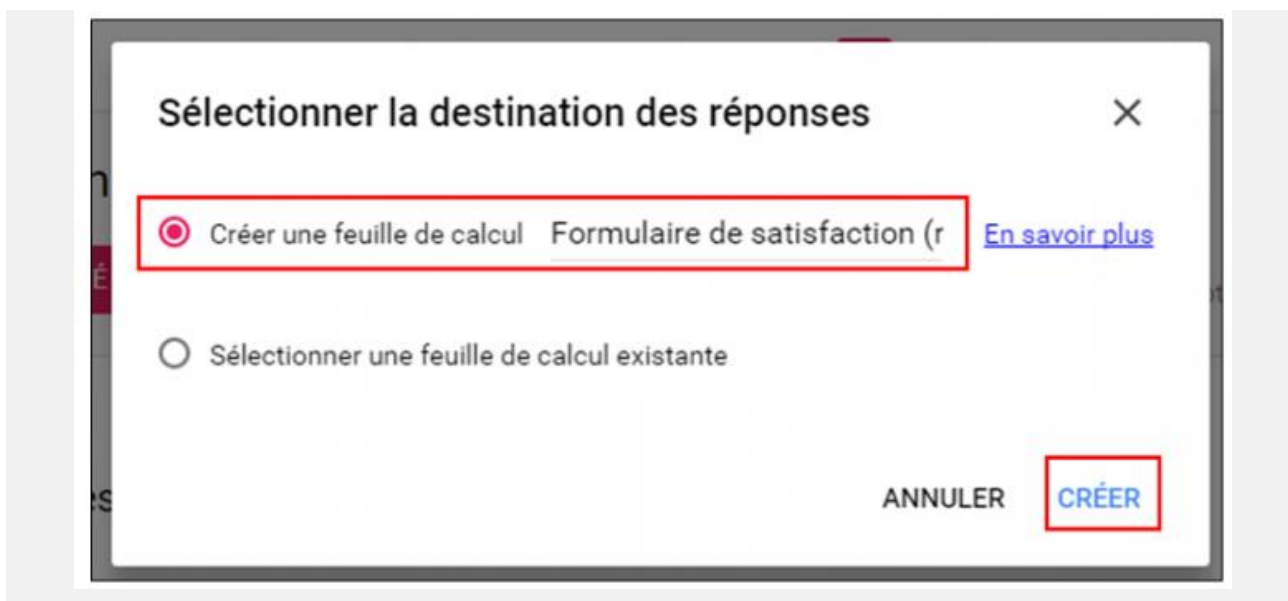 Sélectionner la destination des réponses
Créer une feuille de calcul Formulaire de satisfaction (r En savoir plus
Sélectionner une feuille de calcul existante
ANNULER CRÉER